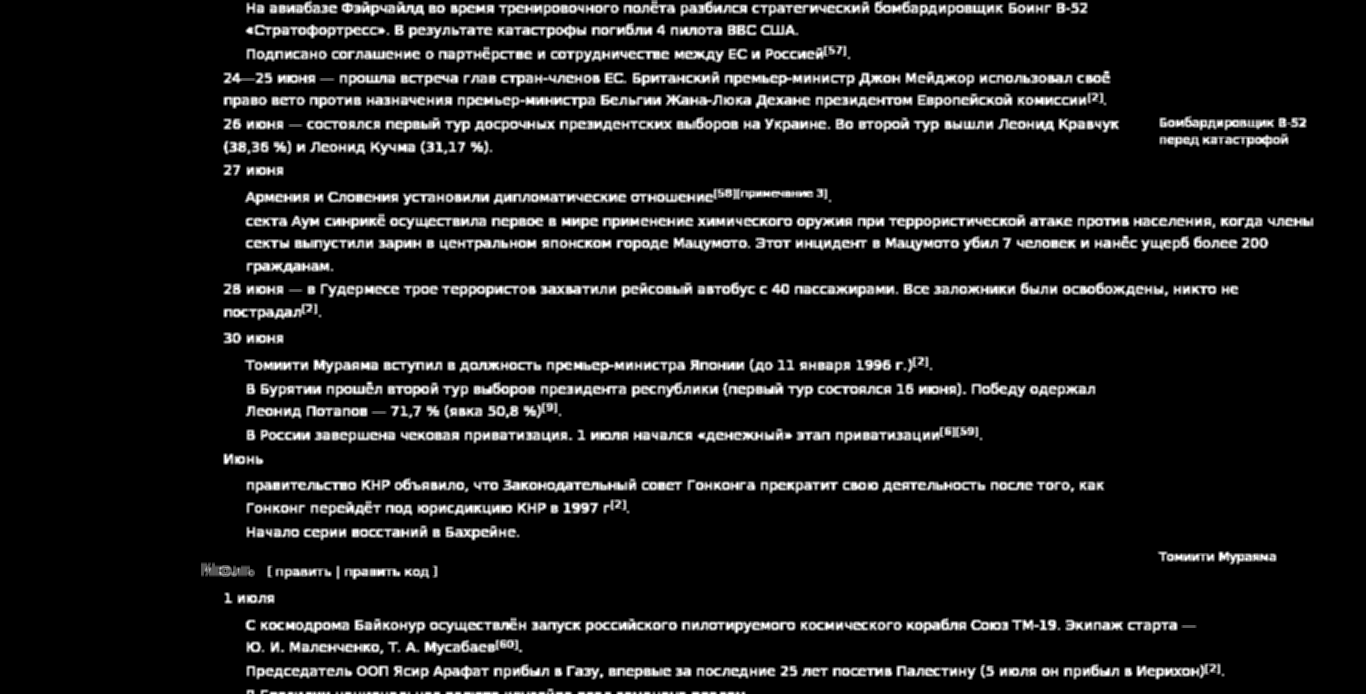 На авиабазе Фэйрчайлд во время тренировочного полёта разбился стратегический бомбардировщик Боинг B-52
«Стратофортресс». В результате катастрофы погибли 4 пилота ВВС США.
Подписано соглашение о партнёрстве и сотрудничестве между ЕС и Россией[57].
24—25 июня — прошла встреча глав стран-членов ЕС. Британский премьер-министр Джон Мейджор использовал своё
право вето против назначения премьер-министра Бельгии Жана-Люка Дехане президентом Европейской комиссии[2].
26 июня — состоялся первый тур досрочных президентских выборов на Украине. Во второй тур вышли Леонид Кравчук
(38,36 %) и Леонид Кучма (31,17 %).
Бомбардировщик B-52
перед катастрофой
27 июня
Армения и Словения установили дипломатические отношение[58][примечание 3].
секта Аум синрикё осуществила первое в мире применение химического оружия при террористической атаке против населения, когда члены
секты выпустили зарин в центральном японском городе Мацумото. Этот инцидент в Мацумото убил 7 человек и нанёс ущерб более 200
гражданам.
28 июня — в Гудермесе трое террористов захватили рейсовый автобус с 40 пассажирами. Все заложники были освобождены, никто не
пострадал[2].
30 июня
Томиити Мураяма вступил в должность премьер-министра Японии (до 11 января 1996 г.)[2].
В Бурятии прошёл второй тур выборов президента республики (первый тур состоялся 16 июня). Победу одержал
Леонид Потапов — 71,7 % (явка 50,8 %)[9].
В России завершена чековая приватизация. 1 июля начался «денежный» этап приватизации[6][59].
Июнь
правительство КНР объявило, что Законодательный совет Гонконга прекратит свою деятельность после того, как
Гонконг перейдёт под юрисдикцию КНР в 1997 г[2].
Начало серии восстаний в Бахрейне.
Томиити Мураяма
[ править | править код ]
1 июля
С космодрома Байконур осуществлён запуск российского пилотируемого космического корабля Союз ТМ-19. Экипаж старта —
Ю. И. Маленченко, Т. А. Мусабаев[60].
Председатель ООП Ясир Арафат прибыл в Газу, впервые за последние 25 лет посетив Палестину (5 июля он прибыл в Иерихон)[2].